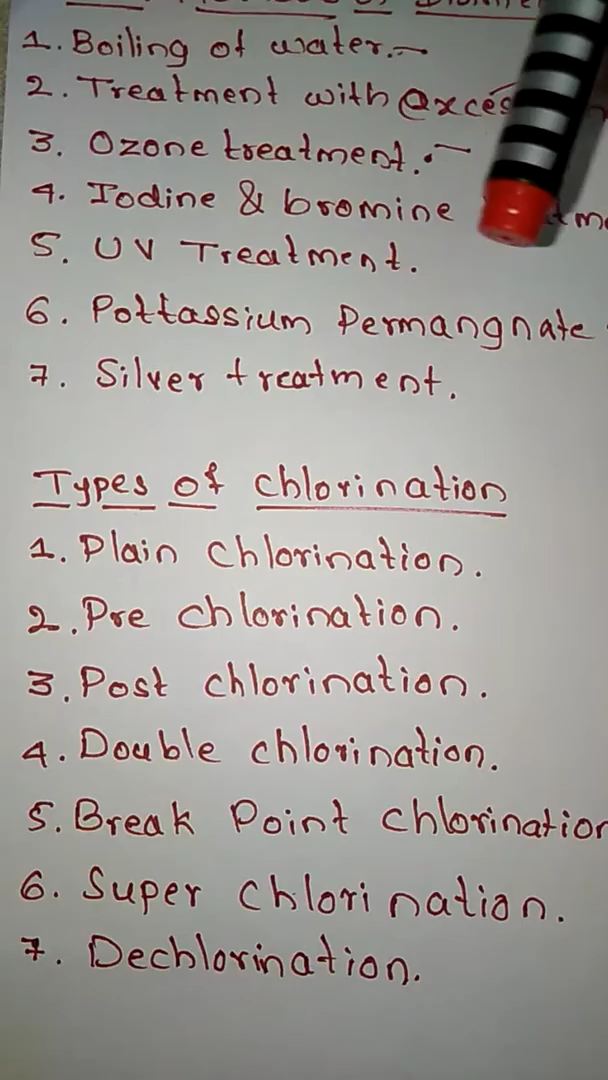 1. Boiling of water.
2. Treatment with excess
3. Ozone treatment.
4. Iodine & bromine
5. UV Treatment.
6. Pottassium Permangnate
7. Silver treatment.
Types of chlorination
1. Plain chlorination.
2. Pre chlorination.
3. Post chlorination.
4. Double chlorination.
5. Break Point chlorination
6. Super chlorination.
7. Dechlorination.